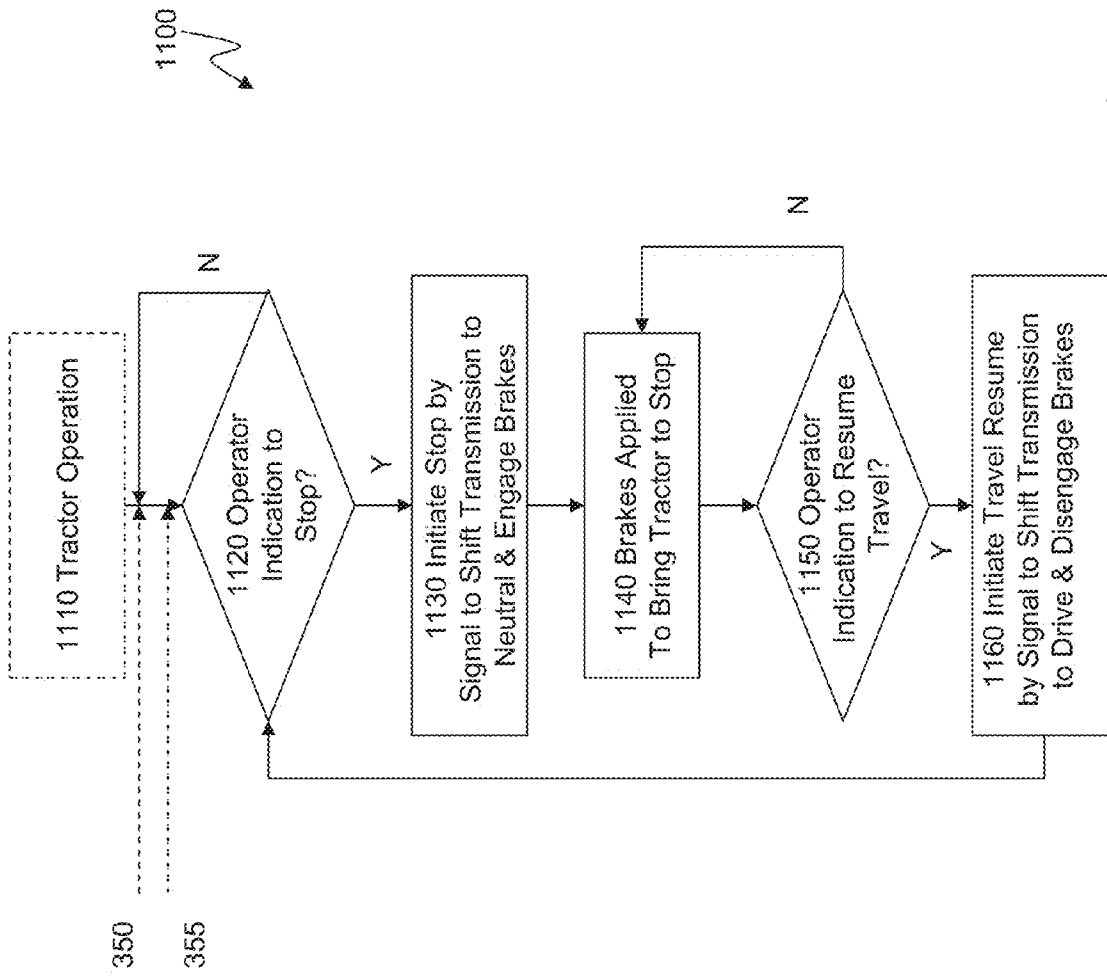 1100
1110 Tractor Operation
350
355
1120 Operator
Indication to
Stop?
N
Y
1130 Initiate Stop by
Signal to Shift Transmission to
Neutral & Engage Brakes
1140 Brakes Applied
To Bring Tractor to Stop
1150 Operator
Indication to Resume
Travel?
N
Y
1160 Initiate Travel Resume
by Signal to Shift Transmission
to Drive & Disengage Brakes